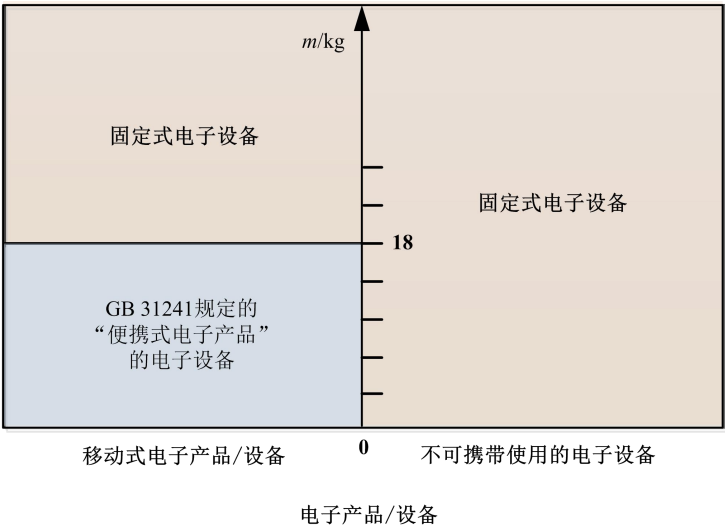 m/kg
固定式电子设备
固定式电子设备
18
GB 31241规定的
“便携式电子产品”
的电子设备
0
移动式电子产品/设备
不可携带使用的电子设备
电子产品/设备